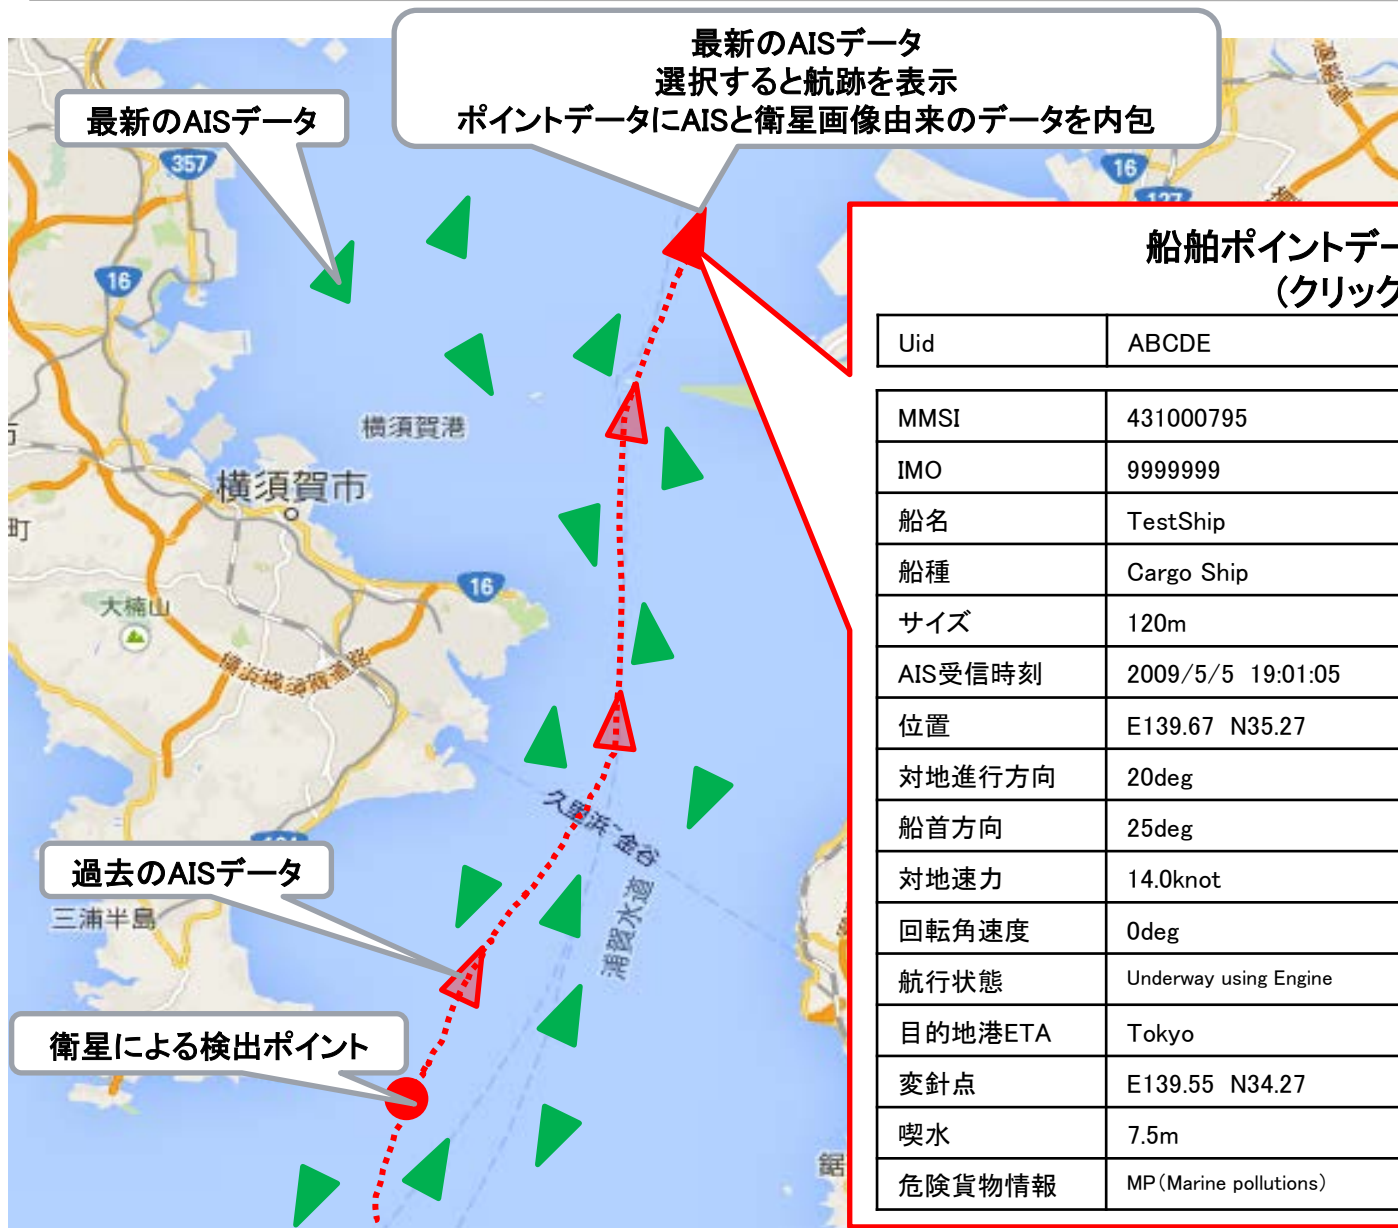 最新のAISデータ
選択すると航跡を表示
ポイントデータにAISと衛星画像由来のデータを内包
最新のAISデータ
357
16
127
16
横須賀港
横須賀市
町
16
大楠山
横浜横須賀道路
久里浜~金谷
浦賀水道
過去のAISデータ
三浦半島
衛星による検出ポイント
鋸
船舶ポイントデー
(クリック
Uid ABCDE
MMSI 431000795
IMO 9999999
船名 TestShip
船種 Cargo Ship
サイズ 120m
AIS受信時刻 2009/5/5 19:01:05
位置 E139.67 N35.27
対地進行方向 20deg
船首方向 25deg
対地速力 14.0knot
回転角速度 0deg
航行状態 Underway using Engine
目的地港ETA Tokyo
変針点 E139.55 N34.27
喫水 7.5m
危険貨物情報 MP(Marine pollutions)